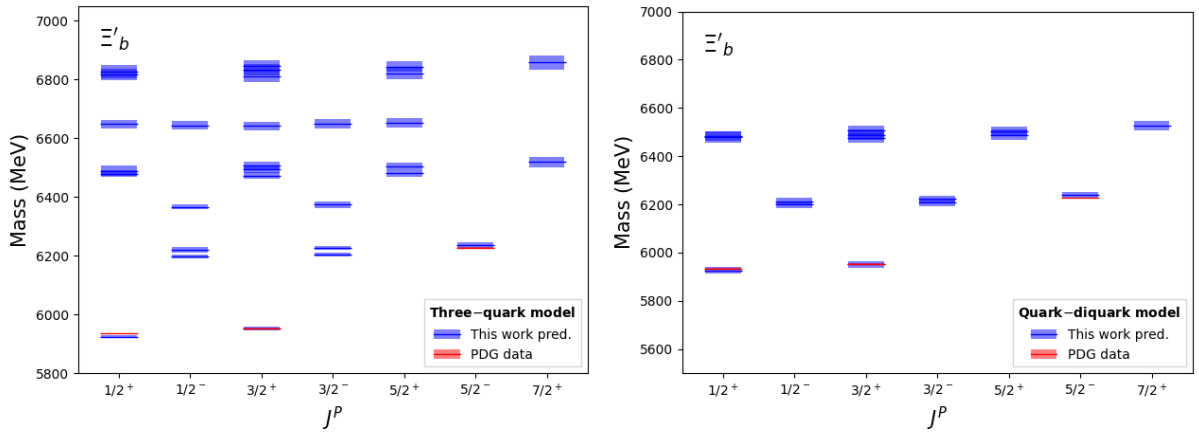 Ξ′b
Mass (MeV)
7000
6800
6600
6400
6200
6000
5800
1/2+
1/2−
3/2+
3/2−
5/2+
5/2−
7/2+
J^P
Three−quark model
This work pred.
PDG data
Ξ′b
Mass (MeV)
7000
6800
6600
6400
6200
6000
5800
5600
1/2+
1/2−
3/2+
3/2−
5/2+
5/2−
7/2+
J^P
Quark−diquark model
This work pred.
PDG data